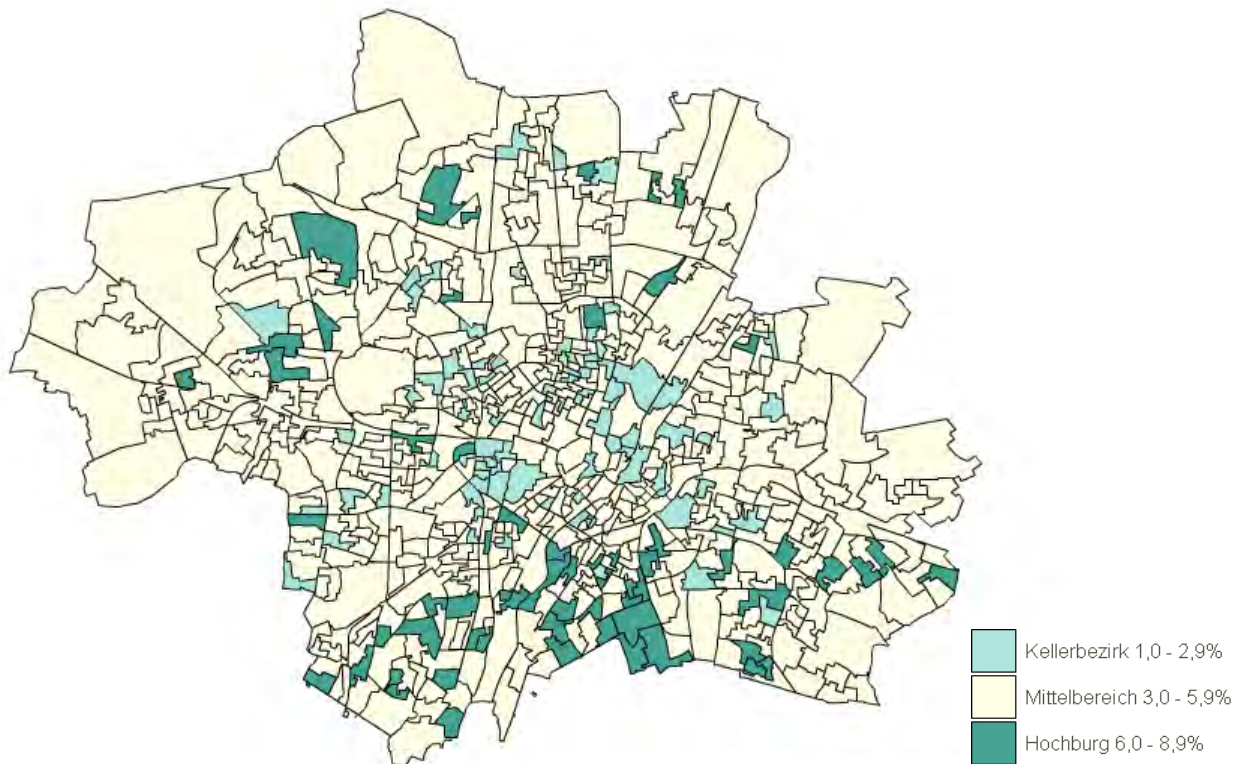 Kellerbezirk 1,0 - 2,9%
Mittelbereich 3,0 - 5,9%
Hochburg 6,0 - 8,9%